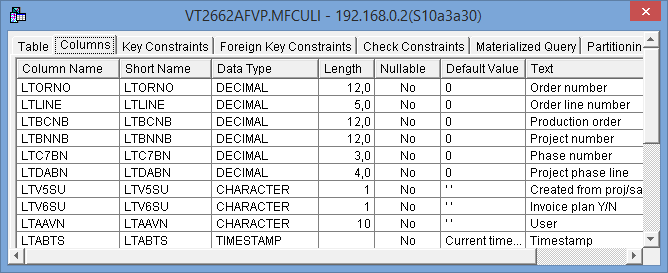 VT2662AFVP.MFCULI - 192.168.0.2(S10a3a30)
Table Columns Key Constraints Foreign Key Constraints Check Constraints Materialized Query Partitionin
Column Name Short Name Data Type Length Nullable Default Value Text
LTORNO LTORNO DECIMAL 12,0 No 0 Order number
LTLINE LTLINE DECIMAL 5,0 No 0 Order line number
LTBCNB LTBCNB DECIMAL 12,0 No 0 Production order
LTBNNB LTBNNB DECIMAL 12,0 No 0 Project number
LTC7BN LTC7BN DECIMAL 3,0 No 0 Phase number
LTDABN LTDABN DECIMAL 4,0 No 0 Project phase line
LTV5SU LTV5SU CHARACTER 1 No ' ' Created from proj/sa
LTV6SU LTV6SU CHARACTER 1 No ' ' Invoice plan Y/N
LTAAVN LTAAVN CHARACTER 10 No ' ' User
LTABTS LTABTS TIMESTAMP No Current time... Timestamp